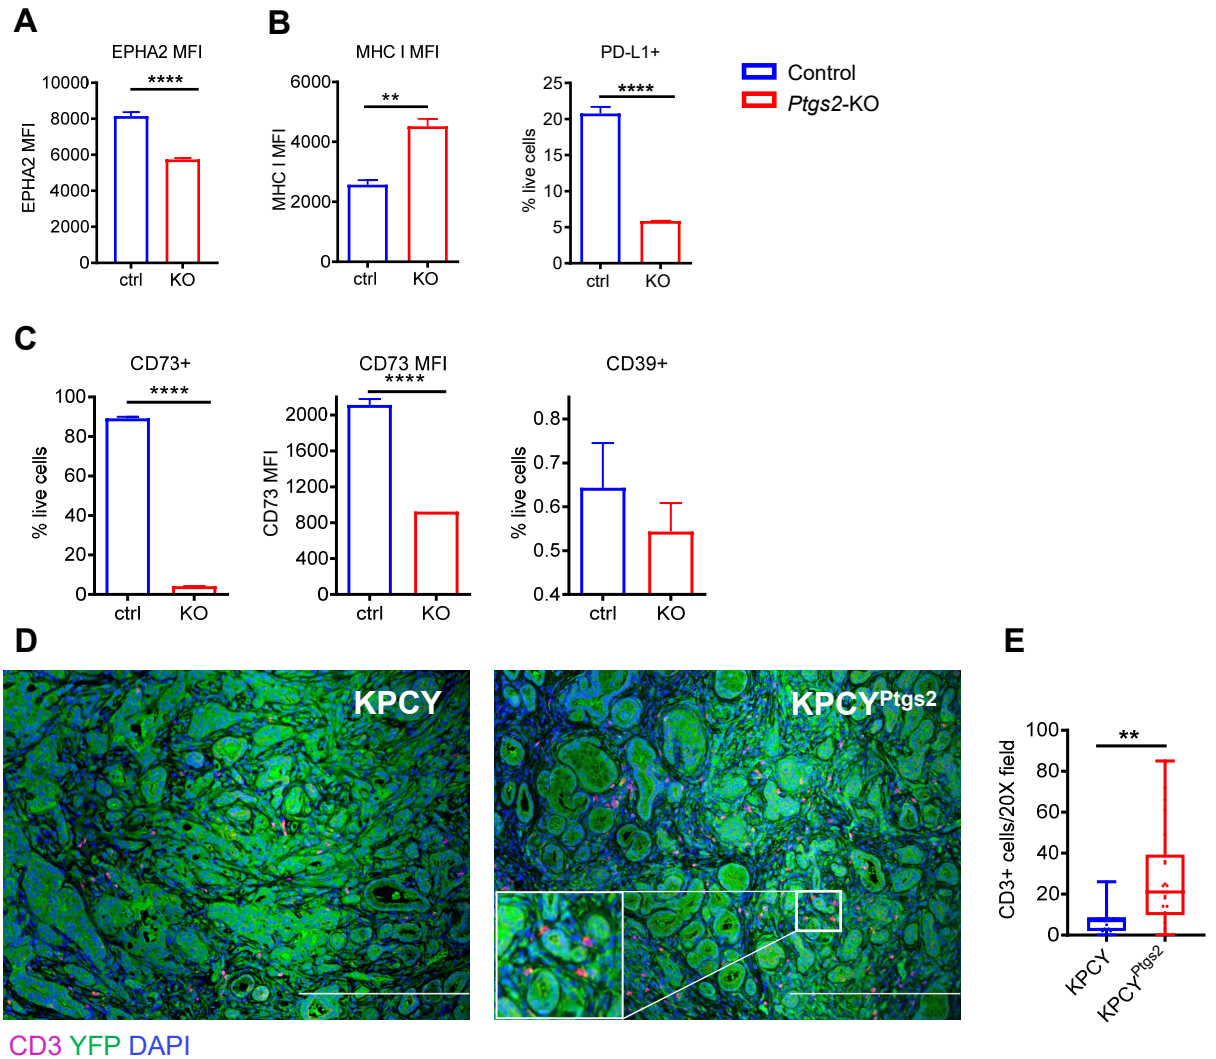 A
EPHA2 MFI
EPHA2 MFI
10000
8000
6000
4000
2000
0
****
ctrl
KO
B
MHC I MFI
MHC I MFI
6000
4000
2000
0
**
ctrl
KO
PD-L1+
% live cells
25
20
15
10
5
0
****
ctrl
KO
Control
Ptgs2-KO
C
CD73+
% live cells
100
80
60
40
20
0
****
ctrl
KO
CD73 MFI
CD73 MFI
2000
1600
1200
800
400
0
****
ctrl
KO
CD39+
% live cells
0.8
0.7
0.6
0.5
0.4
ctrl
KO
D
KPCY
KPCYPtgs2
CD3 YFP DAPI
E
CD3+ cells/20X field
100
80
60
40
20
0
**
KPCY
KPCYPtgs2